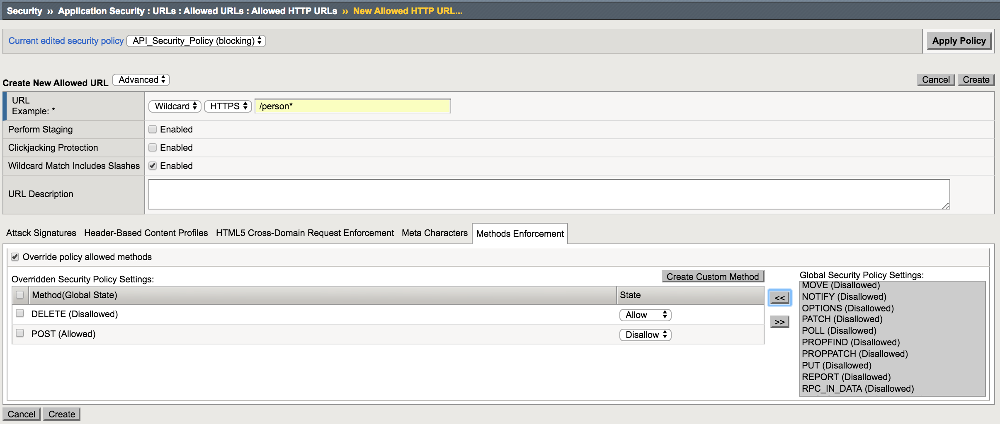 Security » Application Security : URLs : Allowed URLs : Allowed HTTP URLs » New Allowed HTTP URL...
Current edited security policy API_Security_Policy (blocking)
Apply Policy
Create New Allowed URL Advanced
Cancel Create
URL
Example: *
Wildcard HTTPS /person*
Perform Staging Enabled
Clickjacking Protection Enabled
Wildcard Match Includes Slashes Enabled
URL Description
Attack Signatures Header-Based Content Profiles HTML5 Cross-Domain Request Enforcement Meta Characters Methods Enforcement
Override policy allowed methods
Overridden Security Policy Settings:
Create Custom Method
Method(Global State) State
DELETE (Disallowed) Allow
POST (Allowed) Disallow
<<
>>
Global Security Policy Settings:
MOVE (Disallowed)
NOTIFY (Disallowed)
OPTIONS (Disallowed)
PATCH (Disallowed)
POLL (Disallowed)
PROPFIND (Disallowed)
PROPPATCH (Disallowed)
PUT (Disallowed)
REPORT (Disallowed)
RPC_IN_DATA (Disallowed)
Cancel Create